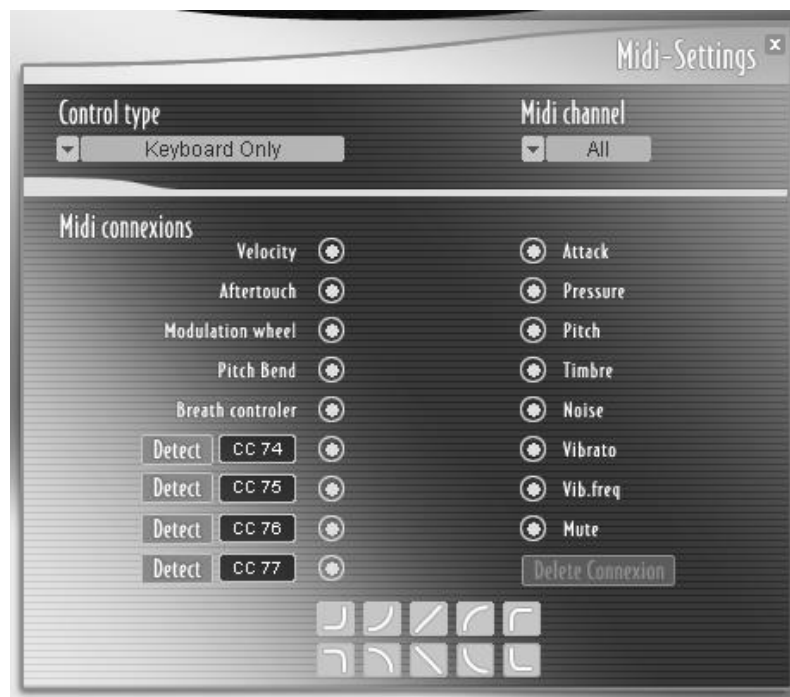 Midi-Settings x
Control type Midi channel
Keyboard Only All
Midi connexions
Velocity Attack
Aftertouch Pressure
Modulation wheel Pitch
Pitch Bend Timbre
Breath controler Noise
Detect CC 74 Vibrato
Detect CC 75 Vib.freq
Detect CC 76 Mute
Detect CC 77 Delete Connexion